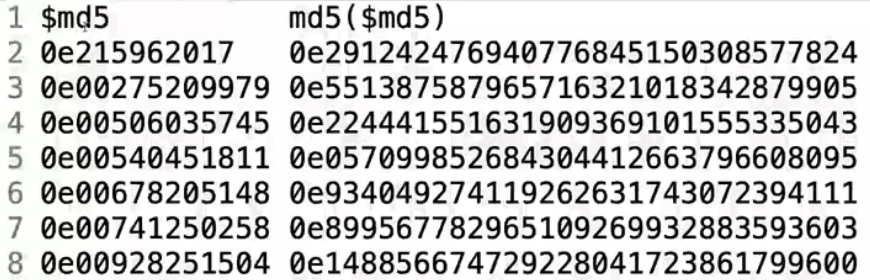 1 $md5 md5($md5)
2 0e215962017 0e291242476940776845150308577824
3 0e00275209979 0e551387587965716321018342879905
4 0e00506035745 0e224441551631909369101555335043
5 0e00540451811 0e057099852684304412663796608095
6 0e00678205148 0e934049274119262631743072394111
7 0e00741250258 0e899567782965109269932883593603
8 0e00928251504 0e148856674729228041723861799600